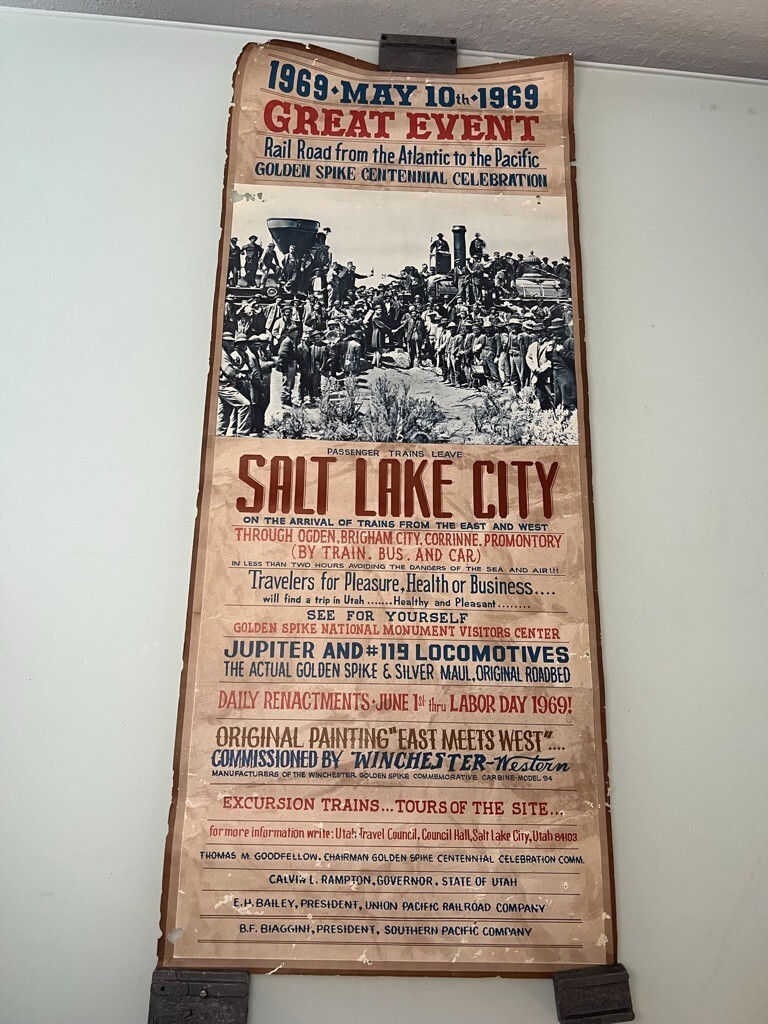 1969·MAY 10th·1969
GREAT EVENT
Rail Road from the Atlantic to the Pacific
GOLDEN SPIKE CENTENNIAL CELEBRATION
PASSENGER TRAINS LEAVE
SALT LAKE CITY
ON THE ARRIVAL OF TRAINS FROM THE EAST AND WEST
THROUGH OGDEN, BRIGHAM CITY, CORRINNE, PROMONTORY
(BY TRAIN. BUS. AND CAR)
IN LESS THAN TWO HOURS AVOIDING THE DANGERS OF THE SEA AND AIR!!!
Travelers for Pleasure, Health or Business....
will find a trip in Utah .......Healthy and Pleasant.........
SEE FOR YOURSELF
GOLDEN SPIKE NATIONAL MONUMENT VISITORS CENTER
JUPITER AND #119 LOCOMOTIVES
THE ACTUAL GOLDEN SPIKE & SILVER MAUL, ORIGINAL ROADBED
DAILY RENACTMENTS·JUNE 1st thru LABOR DAY 1969!
ORIGINAL PAINTING "EAST MEETS WEST"....
COMMISSIONED BY WINCHESTER-Western
MANUFACTURERS OF THE WINCHESTER GOLDEN SPIKE COMMEMORATIVE CARBINE-MODEL 94
EXCURSION TRAINS...TOURS OF THE SITE...
for more information write: Utah Travel Council, Council Hall, Salt Lake City, Utah 84103
THOMAS M. GOODFELLOW, CHAIRMAN GOLDEN SPIKE CENTENNIAL CELEBRATION COMM.
CALVIN L. RAMPTON, GOVERNOR, STATE OF UTAH
E.H. BAILEY, PRESIDENT, UNION PACIFIC RAILROAD COMPANY
B.F. BIAGGINI, PRESIDENT, SOUTHERN PACIFIC COMPANY